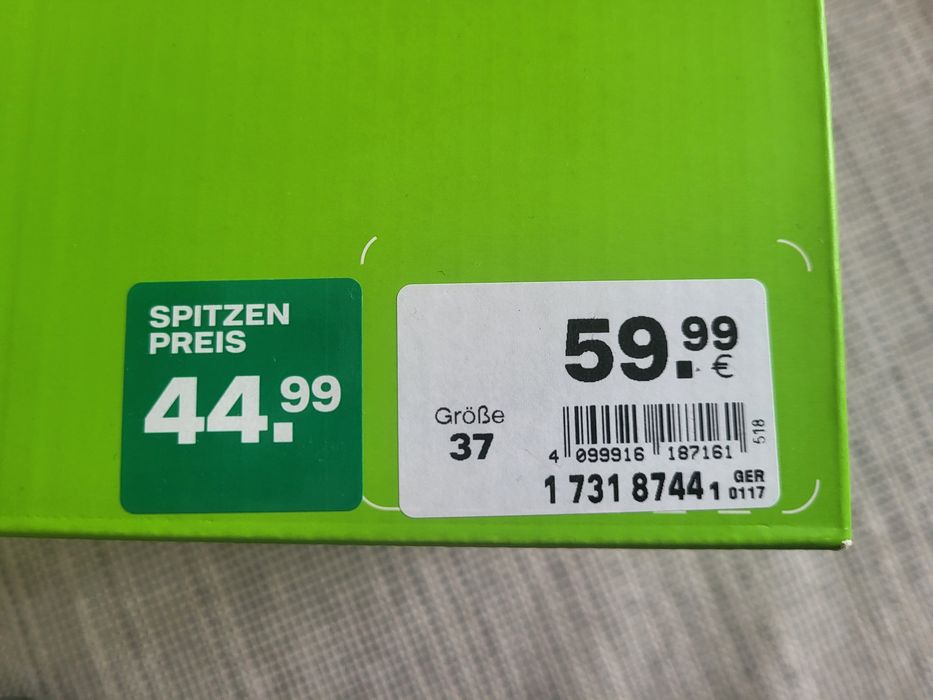 SPITZEN
PREIS
44.99
59.99
€
Größe
37
4 099916 187161
518
1 731 8744 1 GER
0117